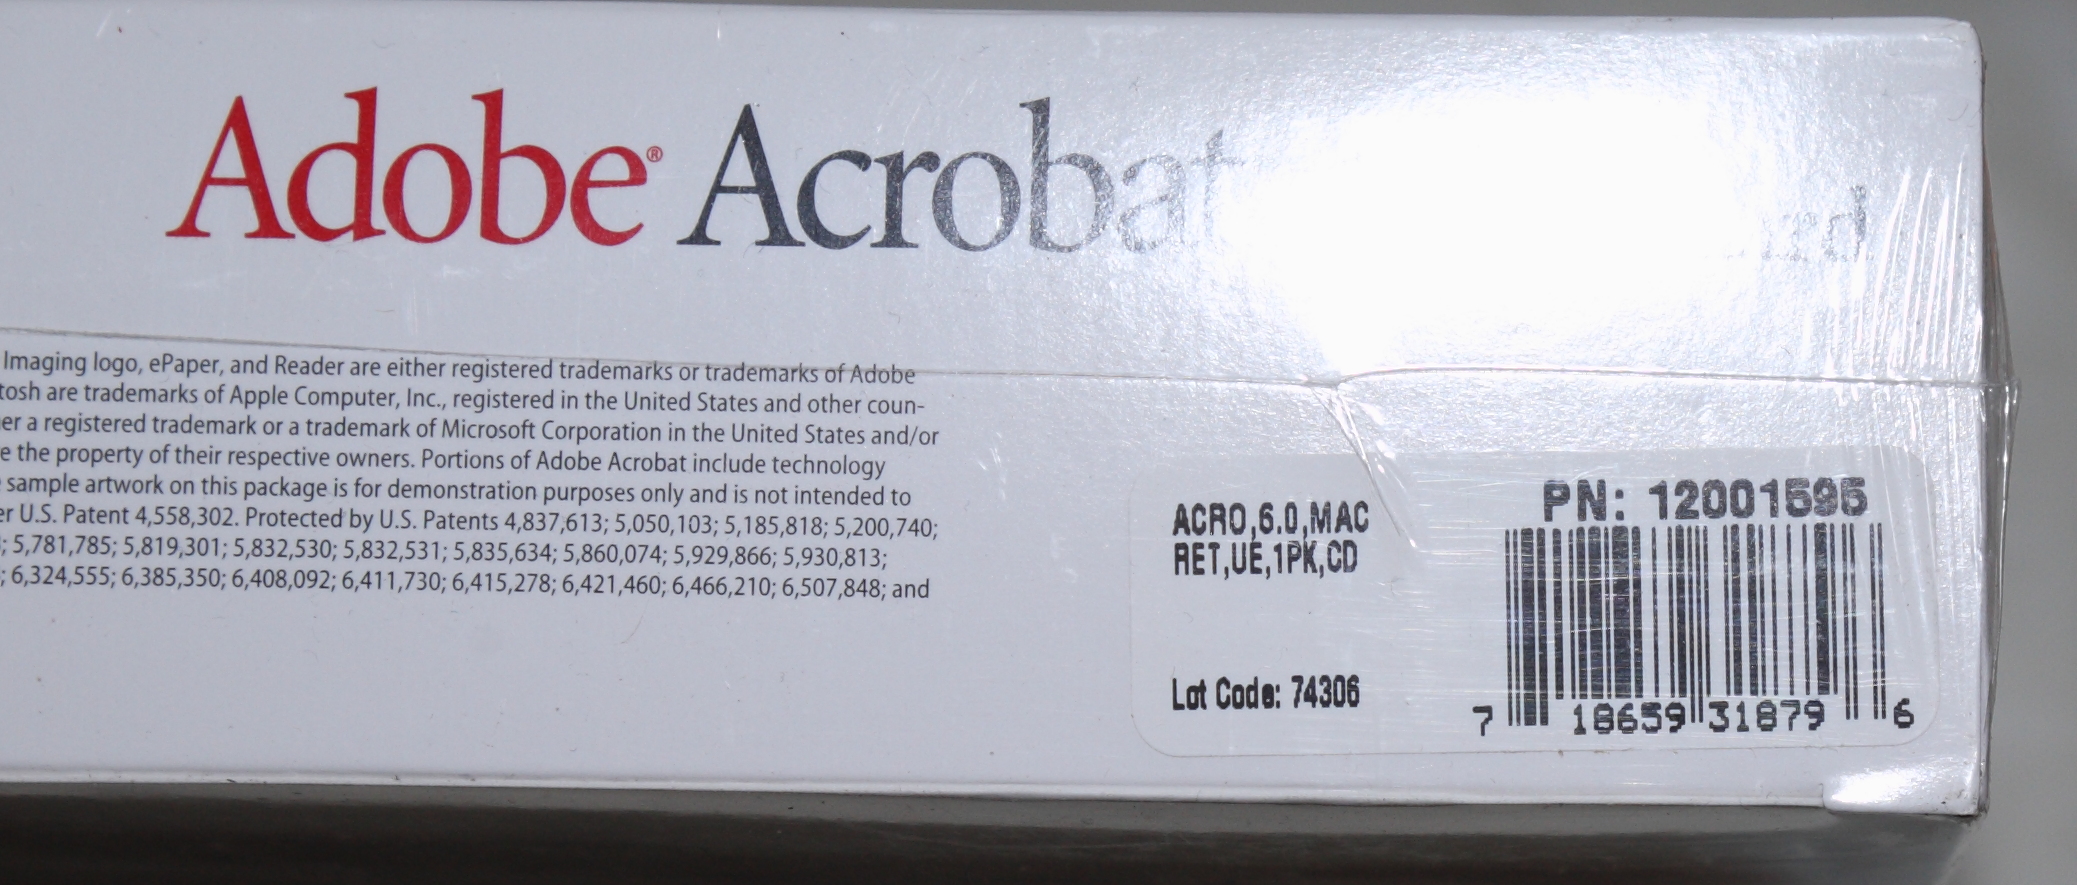 Adobe® Acrobat
Imaging logo, ePaper, and Reader are either registered trademarks or trademarks of Adobe
tosh are trademarks of Apple Computer, Inc., registered in the United States and other coun-
er a registered trademark or a trademark of Microsoft Corporation in the United States and/or
e the property of their respective owners. Portions of Adobe Acrobat include technology
sample artwork on this package is for demonstration purposes only and is not intended to
er U.S. Patent 4,558,302. Protected by U.S. Patents 4,837,613; 5,050,103; 5,185,818; 5,200,740;
; 5,781,785; 5,819,301; 5,832,530; 5,832,531; 5,835,634; 5,860,074; 5,929,866; 5,930,813;
; 6,324,555; 6,385,350; 6,408,092; 6,411,730; 6,415,278; 6,421,460; 6,466,210; 6,507,848; and
ACRO,6.0,MAC
RET,UE,1PK,CD
Lot Code: 74306
PN: 12001595
7 18659 31879 6